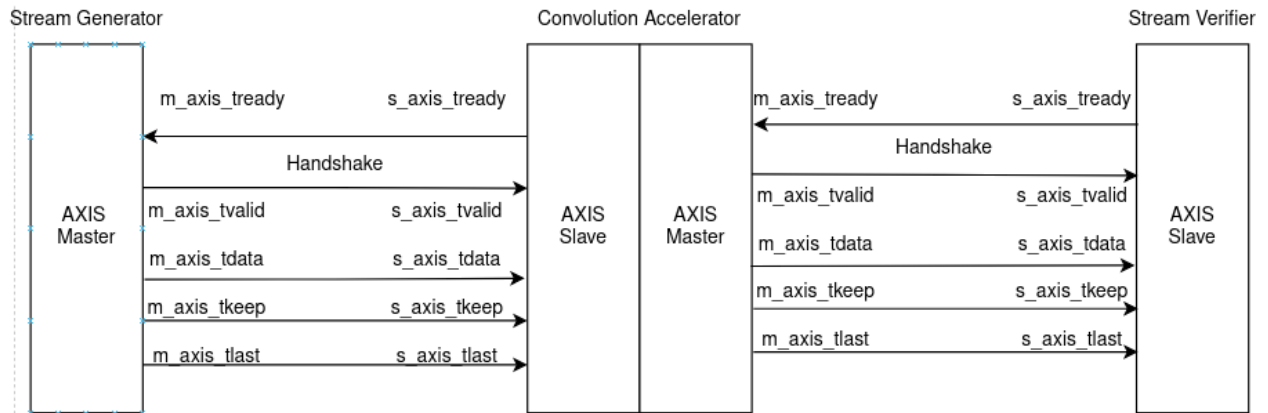 Stream Generator
Convolution Accelerator
Stream Verifier
m_axis_tready
s_axis_tready
m_axis_tready
s_axis_tready
Handshake
Handshake
AXIS
Master
m_axis_tvalid
s_axis_tvalid
AXIS
Slave
AXIS
Master
m_axis_tvalid
s_axis_tvalid
AXIS
Slave
m_axis_tdata
s_axis_tdata
m_axis_tdata
s_axis_tdata
m_axis_tkeep
s_axis_tkeep
m_axis_tkeep
s_axis_tkeep
m_axis_tlast
s_axis_tlast
m_axis_tlast
s_axis_tlast